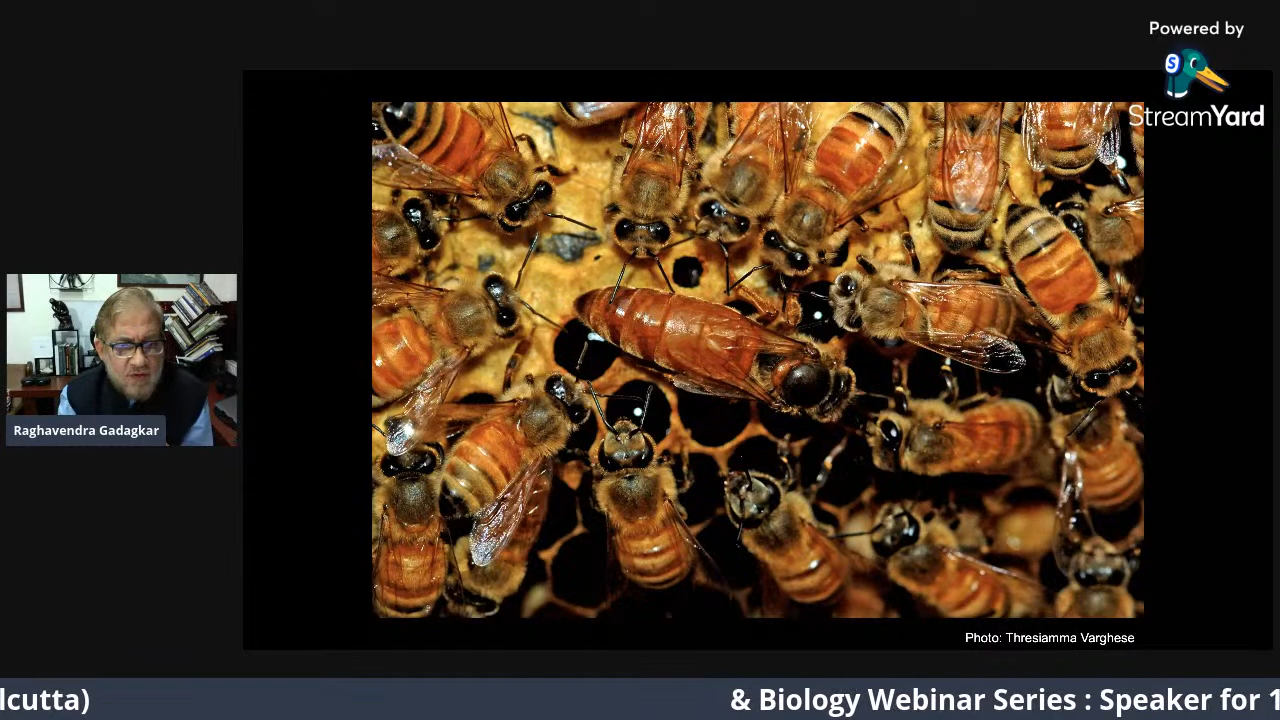 Powered by
StreamYard
Raghavendra Gadagkar
Photo: Thresiamma Varghese
lcutta) & Biology Webinar Series : Speaker for 1